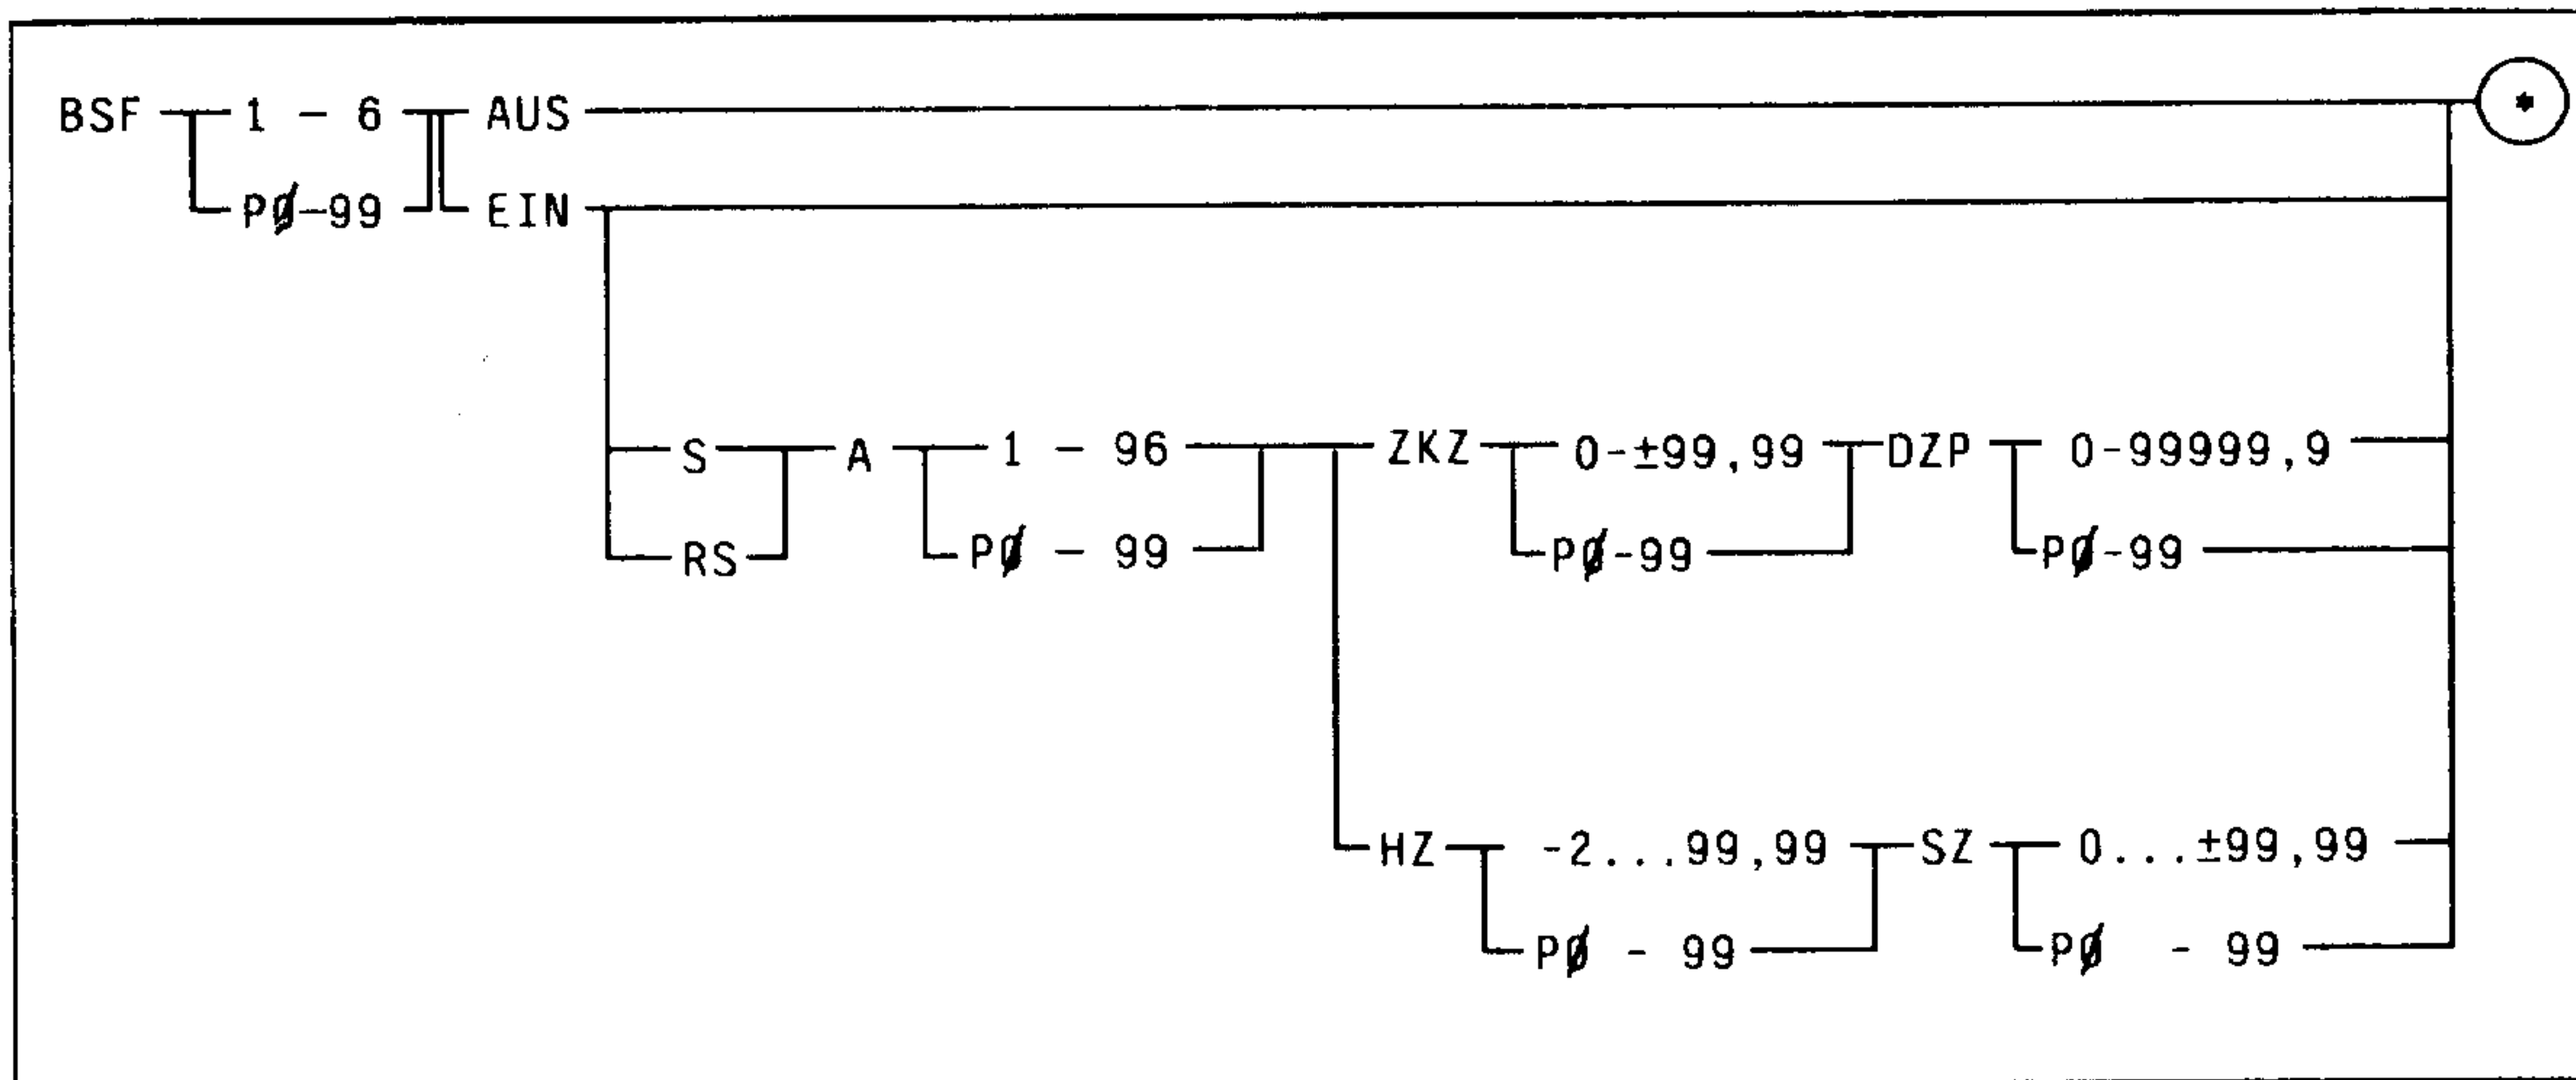 BSF 1 - 6 AUS *
PØ-99 EIN
S A 1 - 96 ZKZ 0-±99,99 DZP 0-99999,9
RS PØ - 99 PØ-99 PØ-99
HZ -2...99,99 SZ 0...±99,99
PØ - 99 PØ - 99